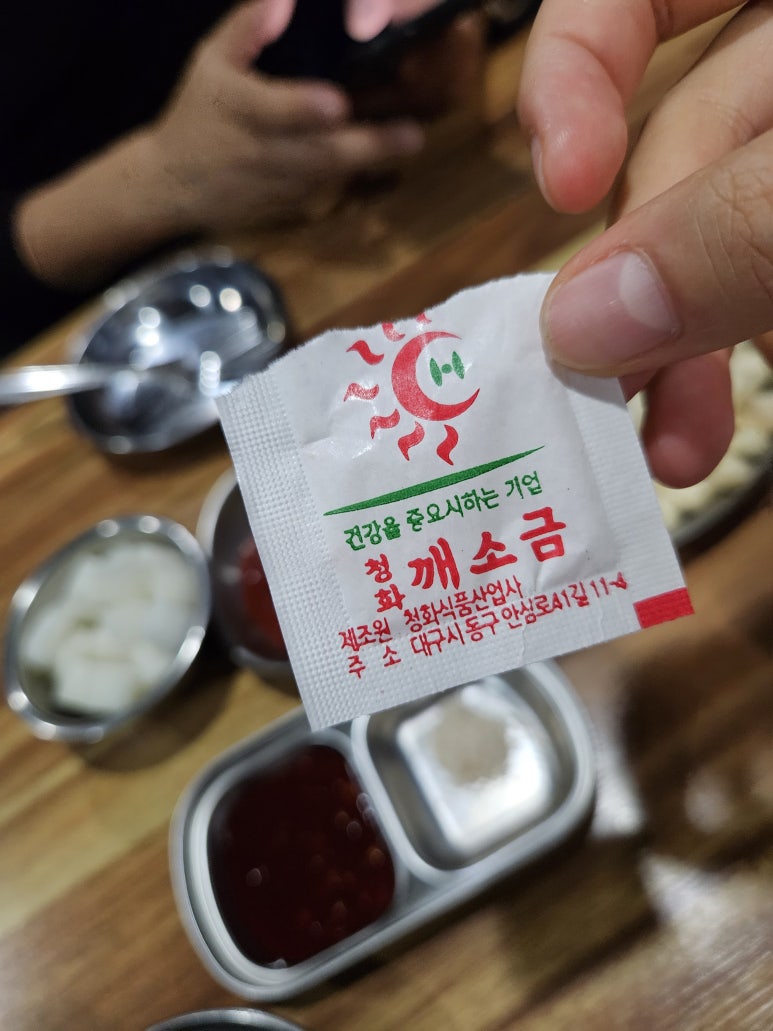 H
건강을 중요시하는 기업
청화 깨소금
제조원 청화식품산업사
주 소 대구시 동구 안심로41길 11-4